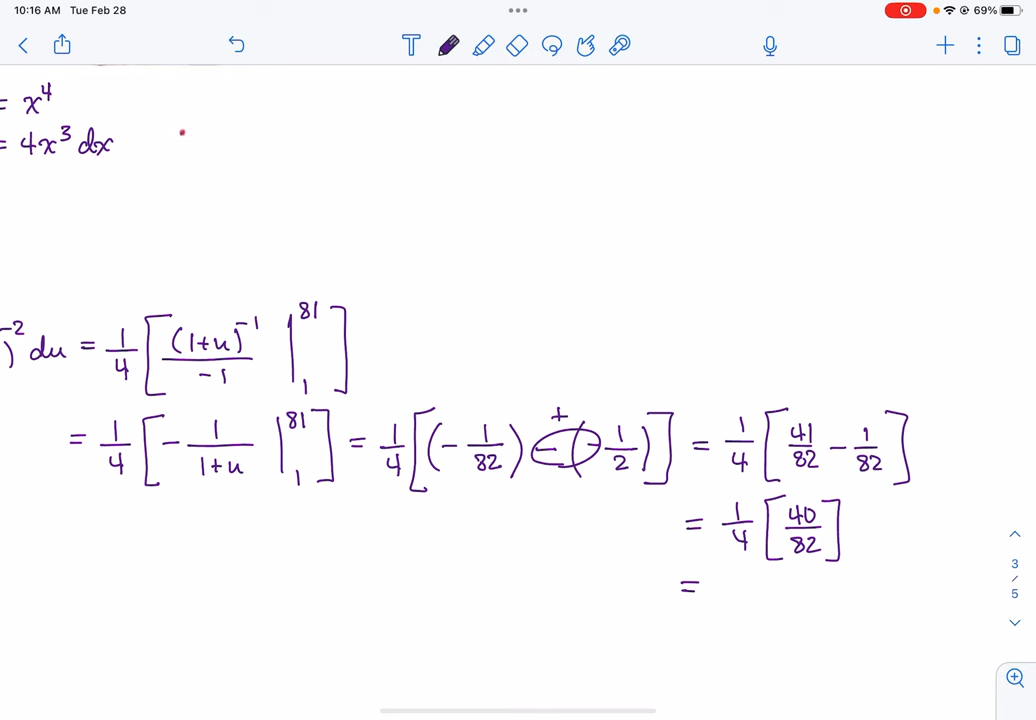 10:16 AM Tue Feb 28
69%
= x⁴
= 4x³ dx
)⁻² du = 1/4 [ (1+u)⁻¹ / -1 |₁⁸¹ ]
= 1/4 [ - 1/(1+u) |₁⁸¹ ] = 1/4 [ (- 1/82) - (- 1/2) ] = 1/4 [ 41/82 - 1/82 ]
+
= 1/4 [ 40/82 ]
=
3
/
5